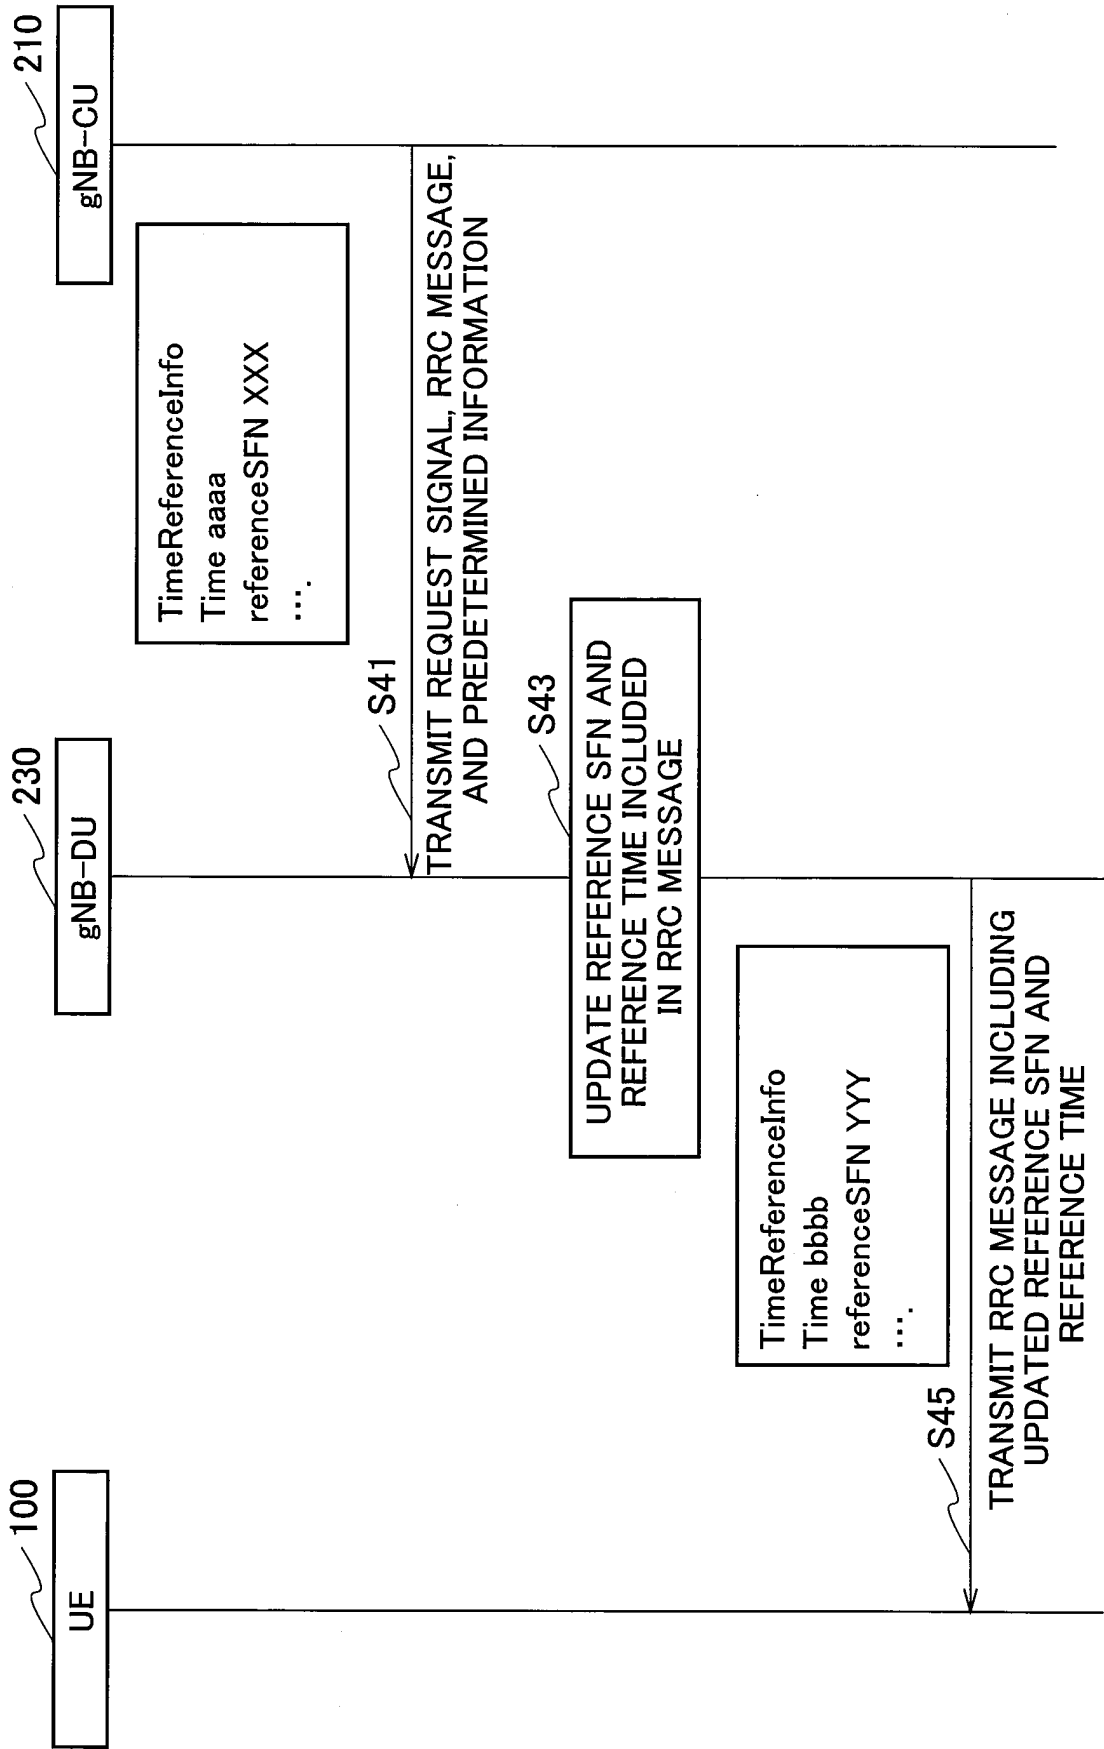 100
UE
230
gNB-DU
210
gNB-CU
TimeReferenceInfo
Time aaaa
referenceSFN XXX
....
S41
TRANSMIT REQUEST SIGNAL, RRC MESSAGE,
AND PREDETERMINED INFORMATION
S43
UPDATE REFERENCE SFN AND
REFERENCE TIME INCLUDED
IN RRC MESSAGE
TimeReferenceInfo
Time bbbb
referenceSFN YYY
....
S45
TRANSMIT RRC MESSAGE INCLUDING
UPDATED REFERENCE SFN AND
REFERENCE TIME